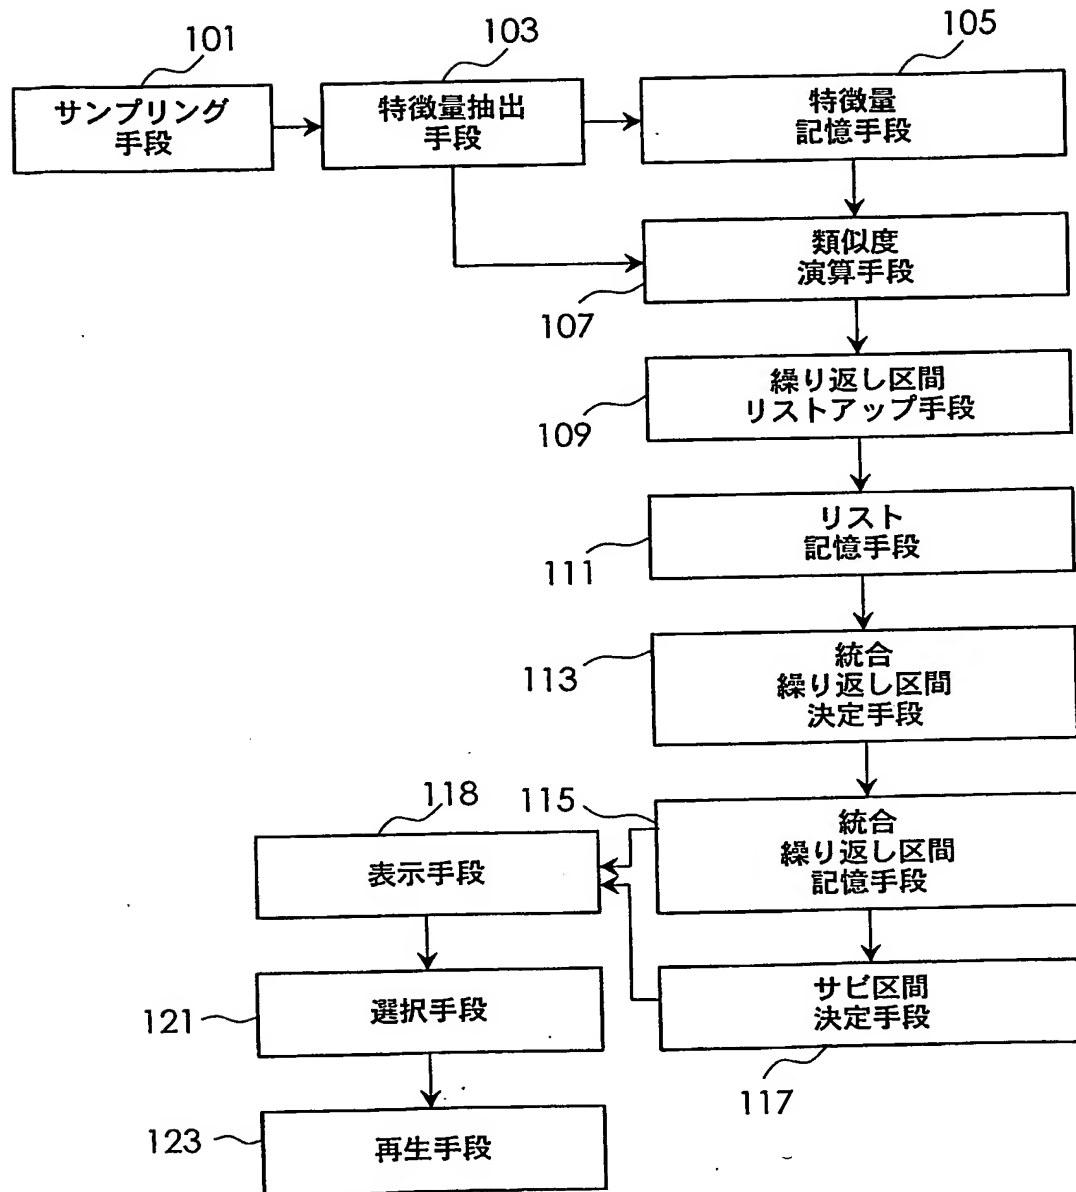 101
サンプリング
手段
103
特徴量抽出
手段
105
特徴量
記憶手段
類似度
演算手段
107
繰り返し区間
リストアップ手段
109
リスト
記憶手段
111
統合
繰り返し区間
決定手段
113
118
115
統合
繰り返し区間
記憶手段
表示手段
サビ区間
決定手段
117
選択手段
121
再生手段
123